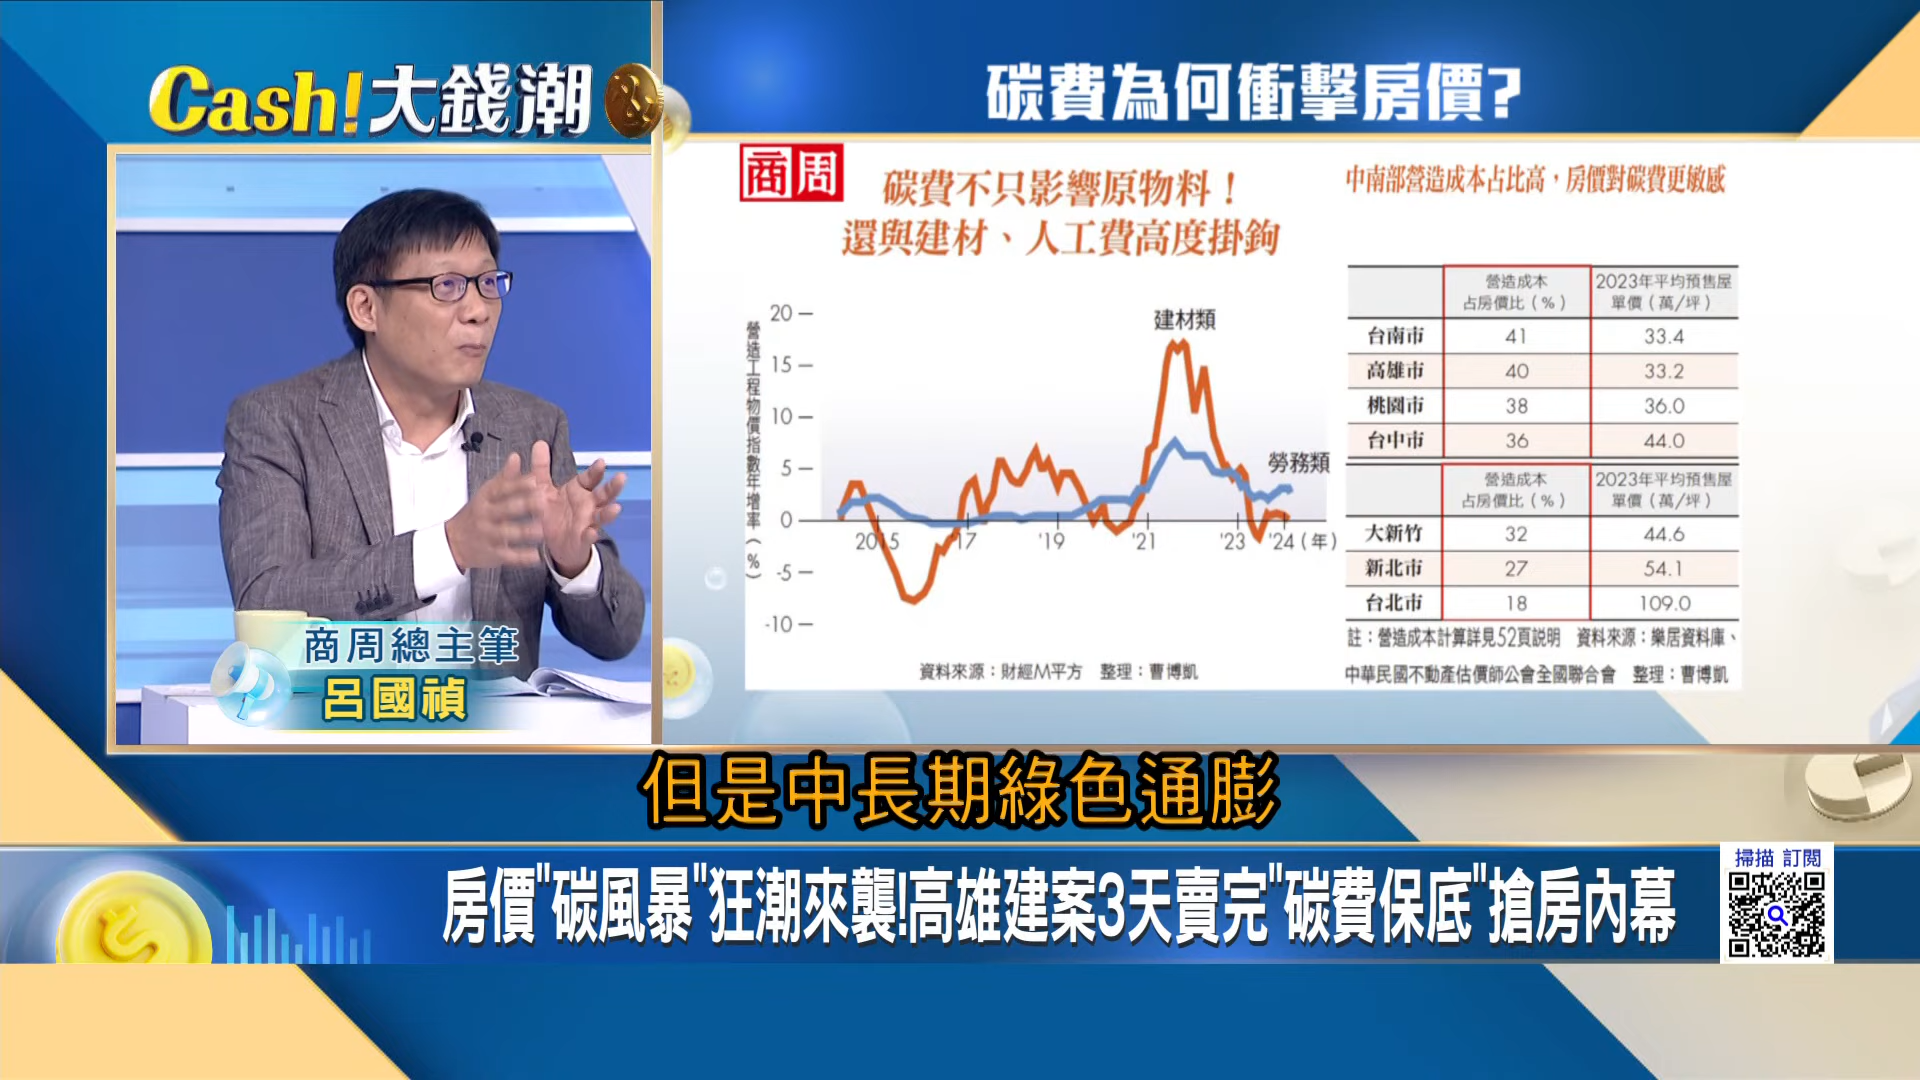 Cash!大錢潮
碳費為何衝擊房價?
商周
碳費不只影響原物料！
還與建材、人工費高度掛鉤
營造工程物價指數年增率（%）
20
15
10
5
0
-5
-10
建材類
勞務類
2015 '17 '19 '21 '23 '24（年）
資料來源：財經M平方 整理：曹博凱
中南部營造成本占比高，房價對碳費更敏感
營造成本占房價比（%） 2023年平均預售屋單價（萬/坪）
台南市 41 33.4
高雄市 40 33.2
桃園市 38 36.0
台中市 36 44.0
營造成本占房價比（%） 2023年平均預售屋單價（萬/坪）
大新竹 32 44.6
新北市 27 54.1
台北市 18 109.0
註：營造成本計算詳見52頁說明 資料來源：樂居資料庫、
中華民國不動產估價師公會全國聯合會 整理：曹博凱
商周總主筆
呂國禎
但是中長期綠色通膨
房價"碳風暴"狂潮來襲!高雄建案3天賣完"碳費保底"搶房內幕
掃描 訂閱